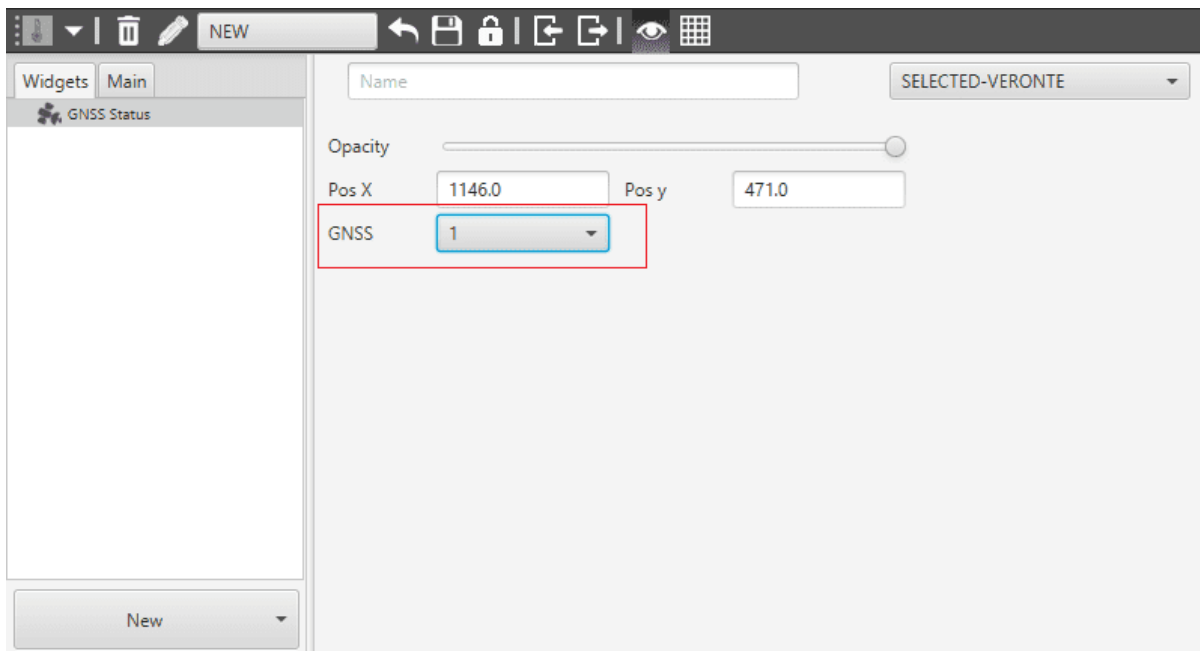 NEW
Widgets Main
GNSS Status
Name SELECTED-VERONTE
Opacity
Pos X 1146.0 Pos y 471.0
GNSS 1
New